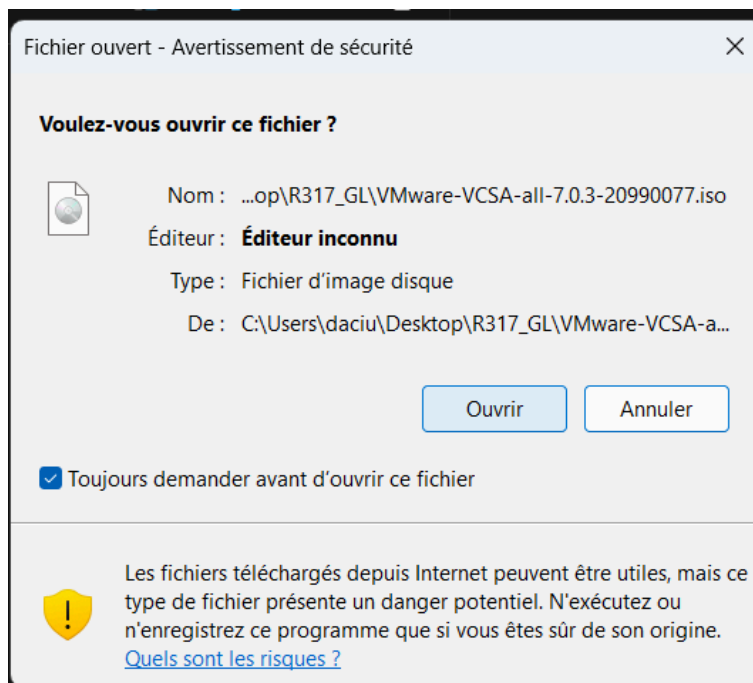 Fichier ouvert - Avertissement de sécurité
Voulez-vous ouvrir ce fichier ?
Nom : ...op\R317_GL\VMware-VCSA-all-7.0.3-20990077.iso
Éditeur : Éditeur inconnu
Type : Fichier d’image disque
De : C:\Users\daciu\Desktop\R317_GL\VMware-VCSA-a...
Ouvrir Annuler
Toujours demander avant d’ouvrir ce fichier
Les fichiers téléchargés depuis Internet peuvent être utiles, mais ce
type de fichier présente un danger potentiel. N'exécutez ou
n'enregistrez ce programme que si vous êtes sûr de son origine.
Quels sont les risques ?